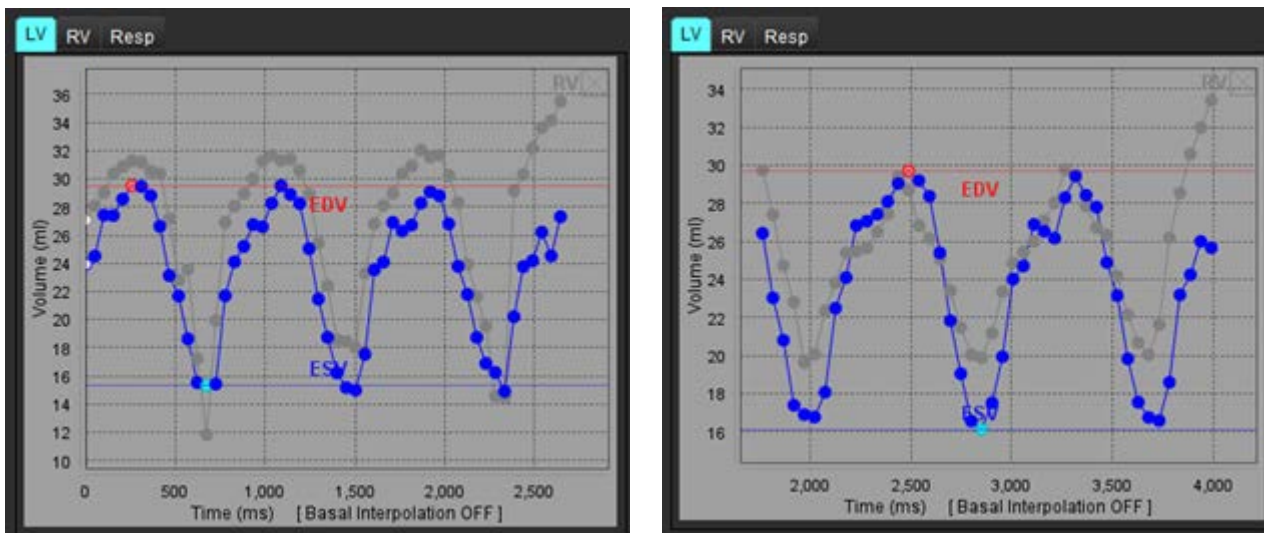 LV RV Resp
RV
36
34
32
30
28
26
24
22
20
18
16
14
12
10
Volume (ml)
EDV
ESV
0 500 1,000 1,500 2,000 2,500
Time (ms) [ Basal Interpolation OFF ]
LV RV Resp
RV
34
32
30
28
26
24
22
20
18
16
Volume (ml)
EDV
ESV
2,000 2,500 3,000 3,500 4,000
Time (ms) [ Basal Interpolation OFF ]